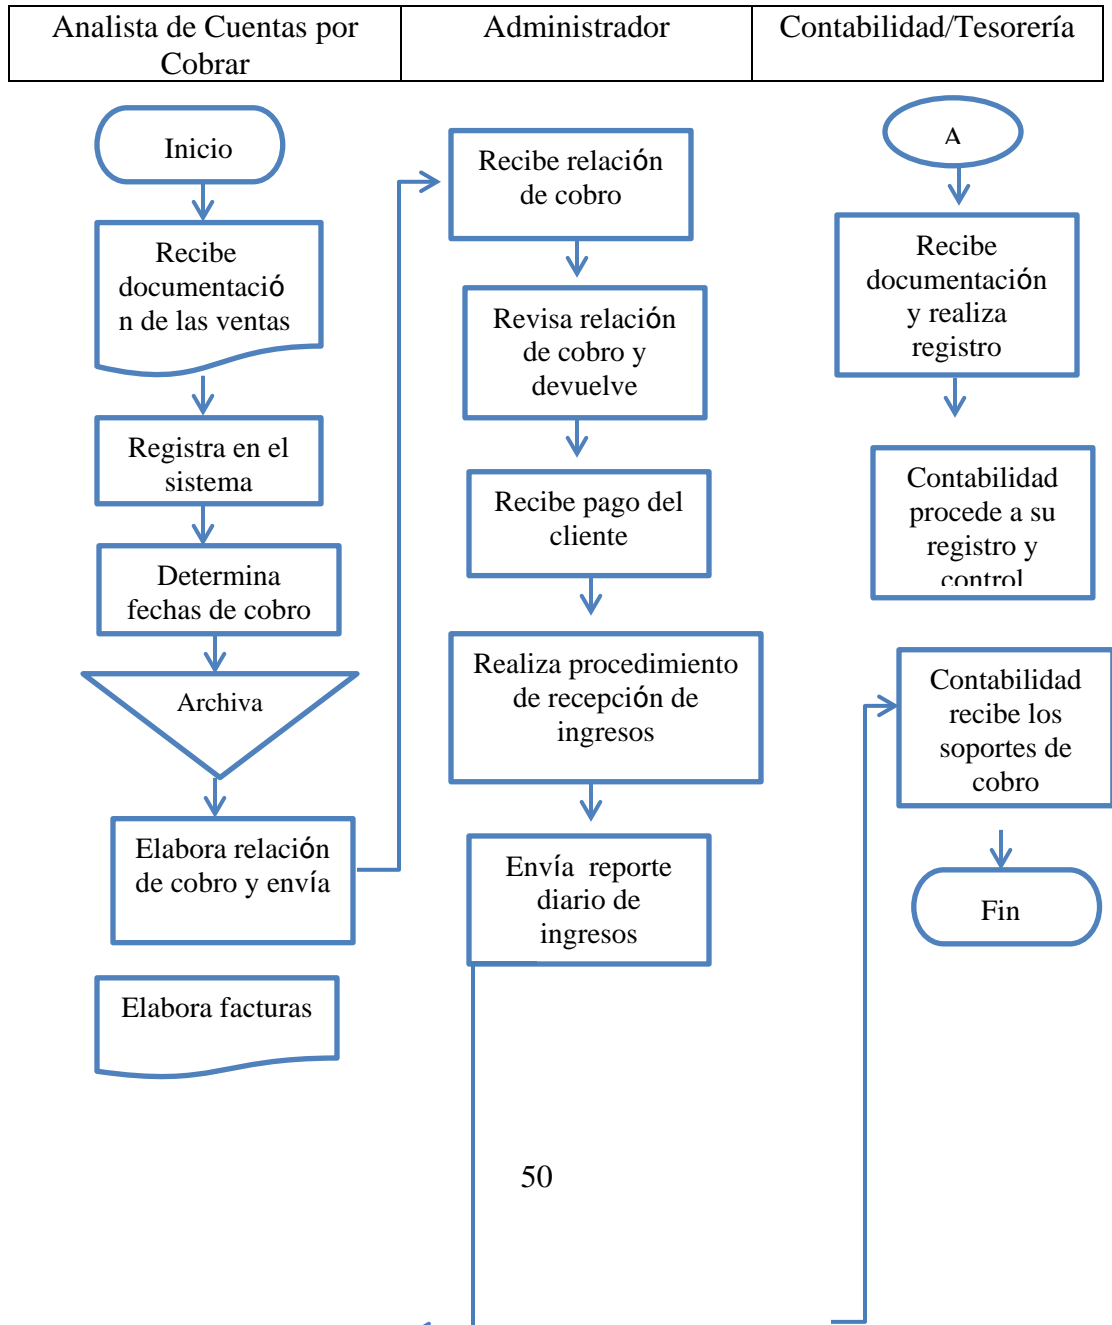 Analista de Cuentas por
Cobrar
Administrador
Contabilidad/Tesorería
Inicio
Recibe
documentació
n de las ventas
Registra en el
sistema
Determina
fechas de cobro
Archiva
Elabora relación
de cobro y envía
Elabora facturas
Recibe relación
de cobro
Revisa relación
de cobro y
devuelve
Recibe pago del
cliente
Realiza procedimiento
de recepción de
ingresos
Envía reporte
diario de
ingresos
A
Recibe
documentación
y realiza
registro
Contabilidad
procede a su
registro y
control
Contabilidad
recibe los
soportes de
cobro
Fin
50